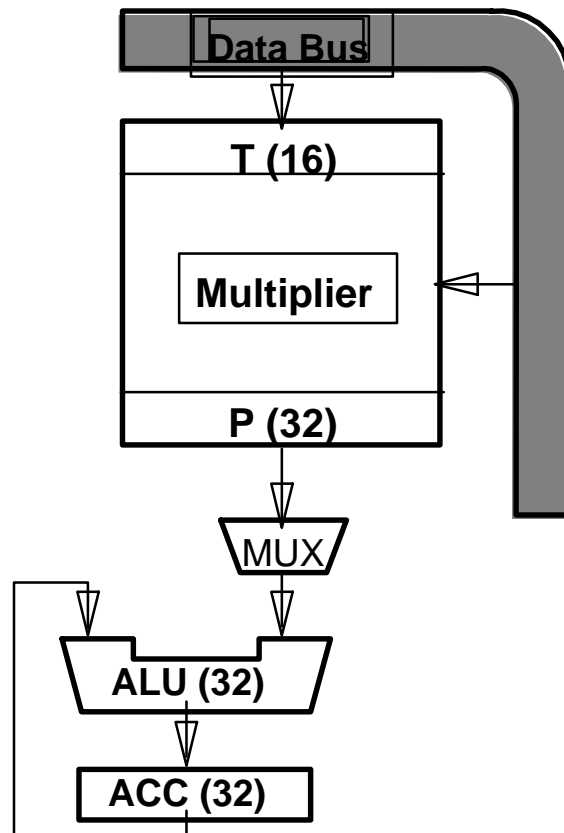 Data Bus
T (16)
Multiplier
P (32)
MUX
ALU (32)
ACC (32)